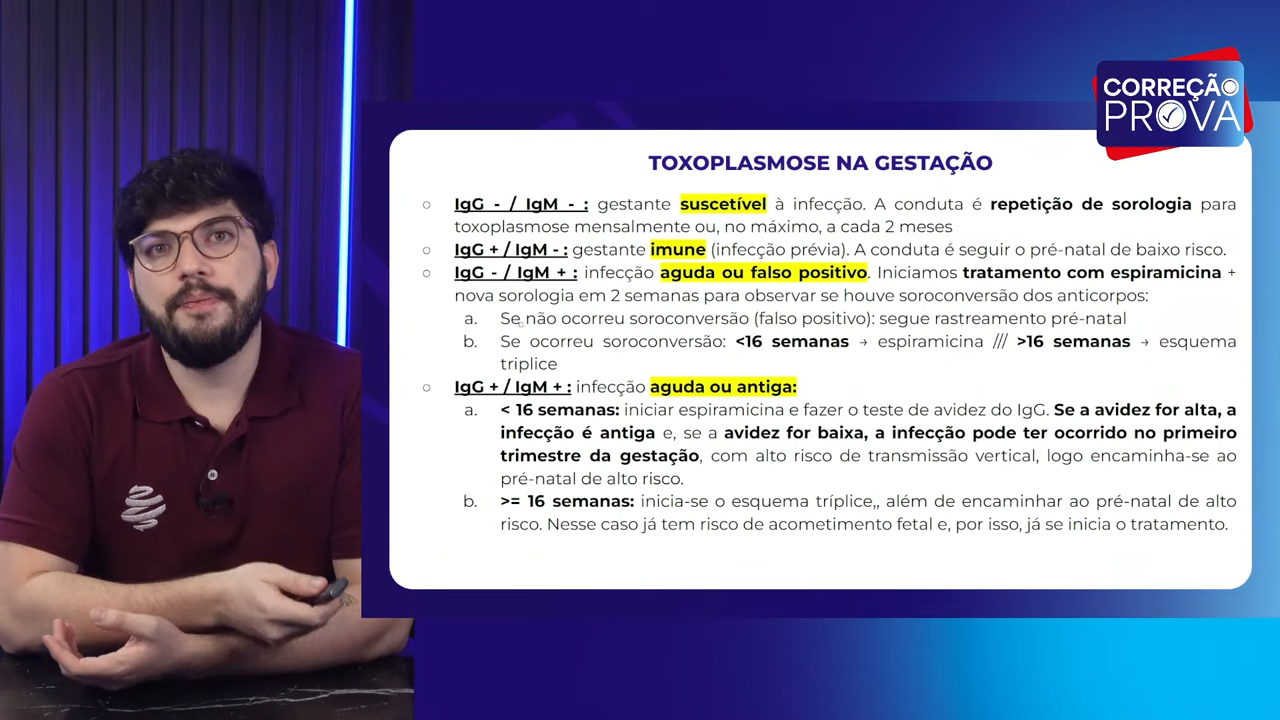 CORREÇÃO
PROVA
TOXOPLASMOSE NA GESTAÇÃO
○ IgG - / IgM - : gestante suscetível à infecção. A conduta é repetição de sorologia para
toxoplasmose mensalmente ou, no máximo, a cada 2 meses
○ IgG + / IgM - : gestante imune (infecção prévia). A conduta é seguir o pré-natal de baixo risco.
○ IgG - / IgM + : infecção aguda ou falso positivo. Iniciamos tratamento com espiramicina +
nova sorologia em 2 semanas para observar se houve soroconversão dos anticorpos:
a. Se não ocorreu soroconversão (falso positivo): segue rastreamento pré-natal
b. Se ocorreu soroconversão: <16 semanas → espiramicina /// >16 semanas → esquema
triplice
○ IgG + / IgM + : infecção aguda ou antiga:
a. < 16 semanas: iniciar espiramicina e fazer o teste de avidez do IgG. Se a avidez for alta, a
infecção é antiga e, se a avidez for baixa, a infecção pode ter ocorrido no primeiro
trimestre da gestação, com alto risco de transmissão vertical, logo encaminha-se ao
pré-natal de alto risco.
b. >= 16 semanas: inicia-se o esquema tríplice,, além de encaminhar ao pré-natal de alto
risco. Nesse caso já tem risco de acometimento fetal e, por isso, já se inicia o tratamento.